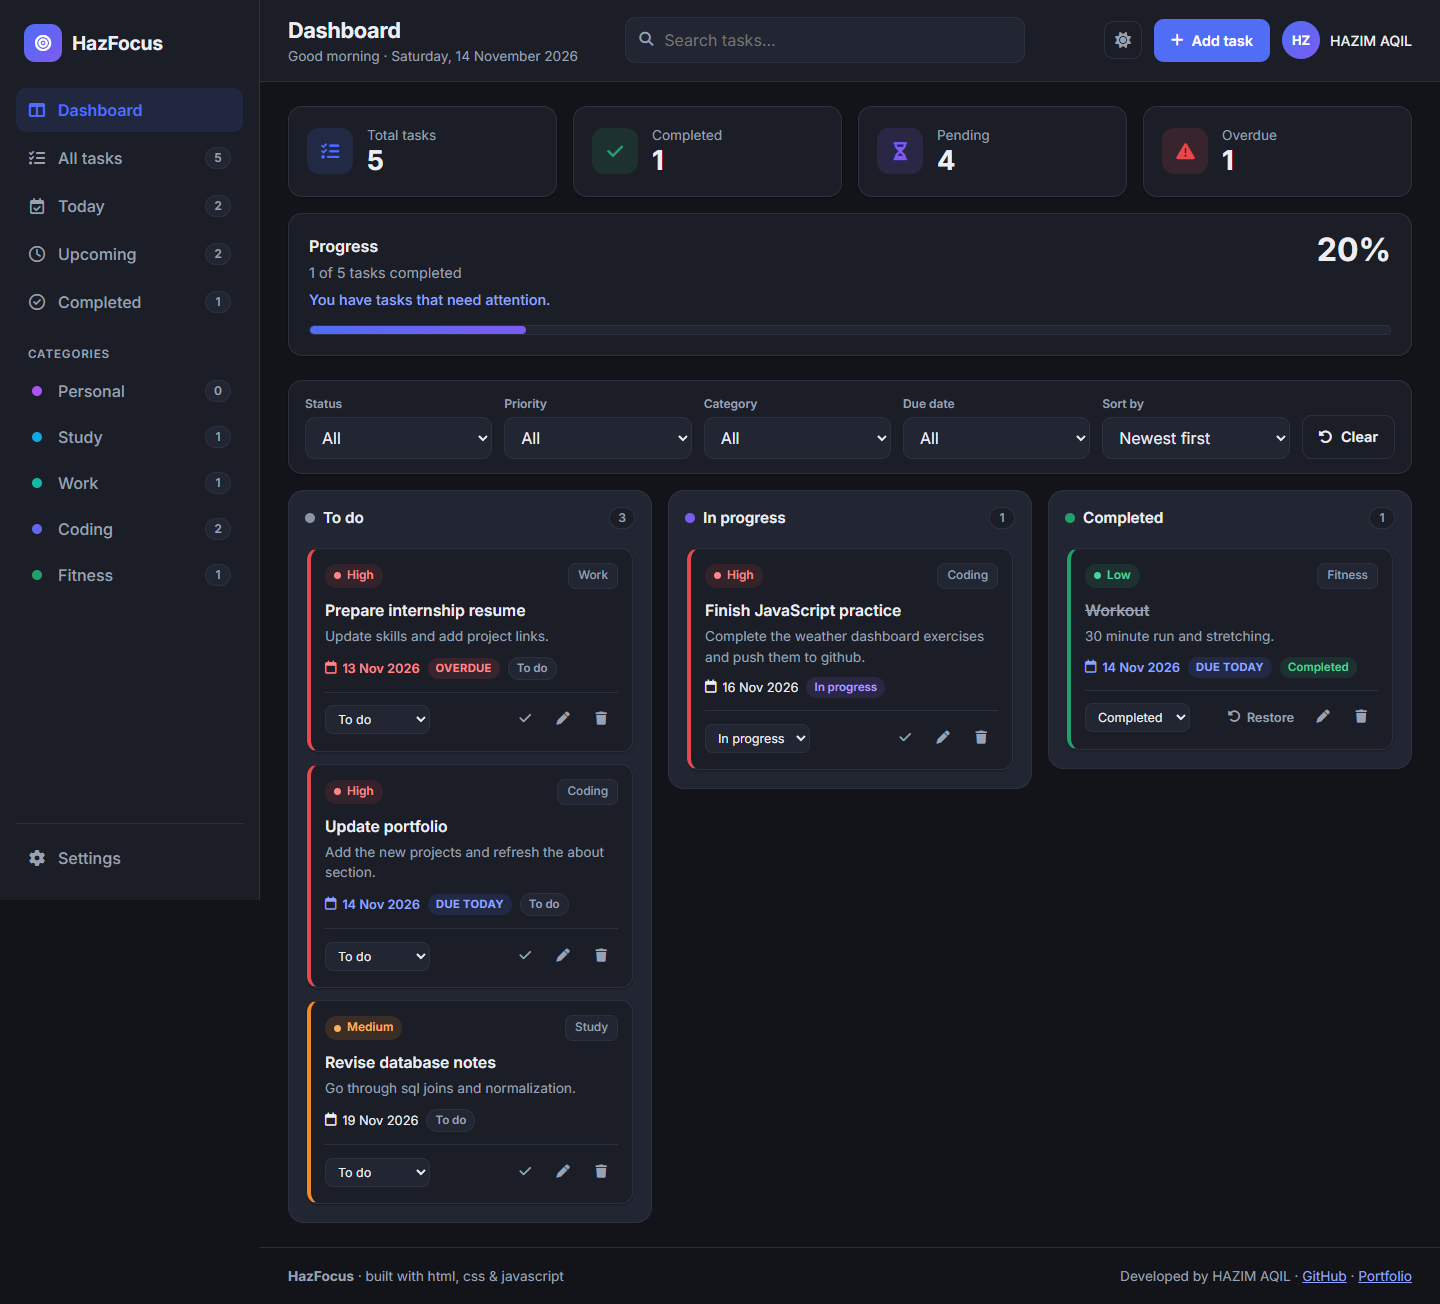 HazFocus
Dashboard
All tasks 5
Today 2
Upcoming 2
Completed 1
CATEGORIES
Personal 0
Study 1
Work 1
Coding 2
Fitness 1
Settings
Dashboard
Good morning · Saturday, 14 November 2026
Search tasks...
Add task
HZ
HAZIM AQIL
Total tasks
5
Completed
1
Pending
4
Overdue
1
Progress
20%
1 of 5 tasks completed
You have tasks that need attention.
Status
All
Priority
All
Category
All
Due date
All
Sort by
Newest first
Clear
To do 3
High Work
Prepare internship resume
Update skills and add project links.
13 Nov 2026 OVERDUE To do
To do
High Coding
Update portfolio
Add the new projects and refresh the about
section.
14 Nov 2026 DUE TODAY To do
To do
Medium Study
Revise database notes
Go through sql joins and normalization.
19 Nov 2026 To do
To do
In progress 1
High Coding
Finish JavaScript practice
Complete the weather dashboard exercises
and push them to github.
16 Nov 2026 In progress
In progress
Completed 1
Low Fitness
Workout
30 minute run and stretching.
14 Nov 2026 DUE TODAY Completed
Completed Restore
HazFocus · built with html, css & javascript
Developed by HAZIM AQIL · GitHub · Portfolio